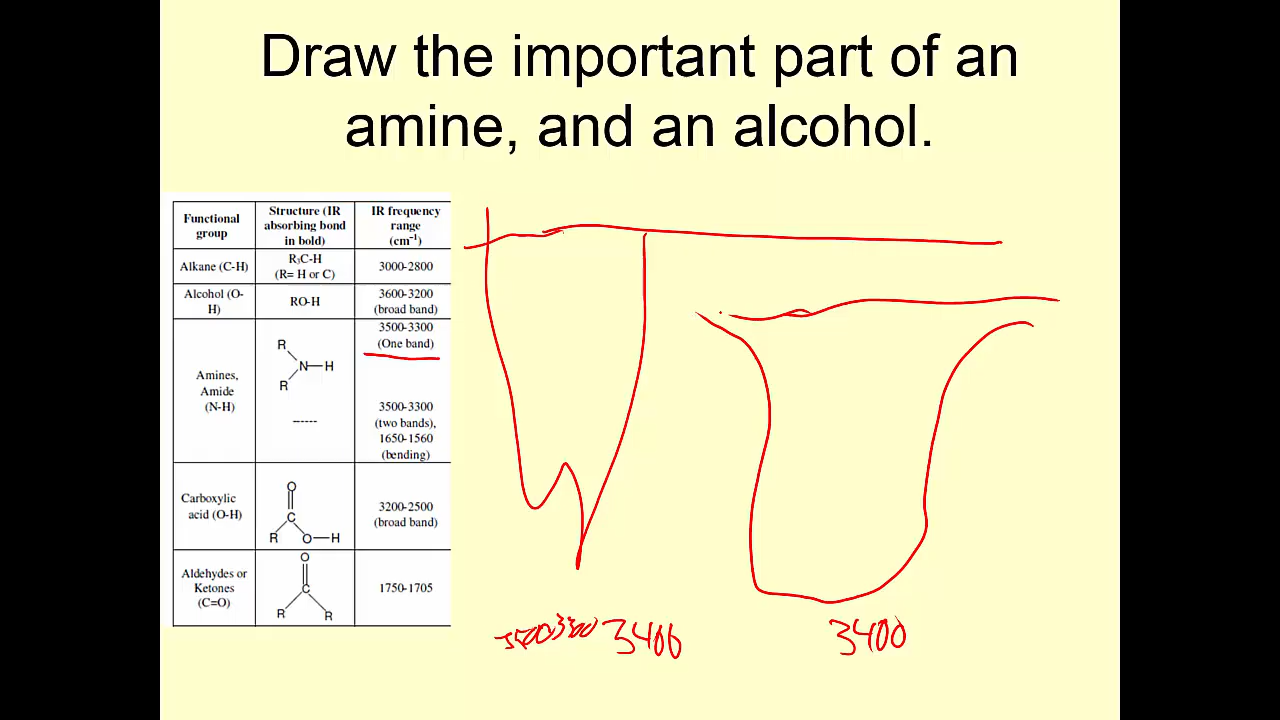 Draw the important part of an
amine, and an alcohol.
Functional group
Structure (IR absorbing bond in bold)
IR frequency range (cm⁻¹)
Alkane (C-H)
R₃C-H
(R= H or C)
3000-2800
Alcohol (O-
H)
RO-H
3600-3200
(broad band)
Amines,
Amide
(N-H)
R
N—H
R
------
3500-3300
(One band)
3500-3300
(two bands),
1650-1560
(bending)
Carboxylic
acid (O-H)
O
C
R
O—H
3200-2500
(broad band)
Aldehydes or
Ketones
(C=O)
O
C
R
R
1750-1705
3500 3300 3400
3400